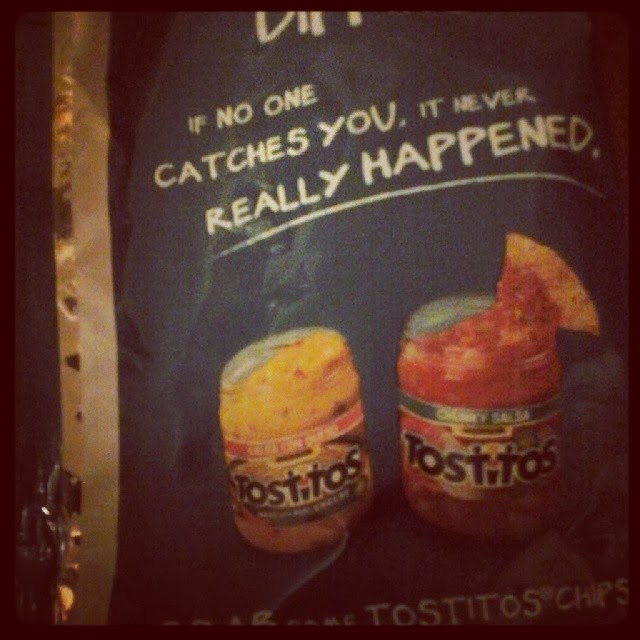 IF NO ONE
CATCHES YOU, IT NEVER
REALLY HAPPENED.
CHUNKY SALSA
TOSTITOS
TOSTITOS
TOSTITOS® CHIPS